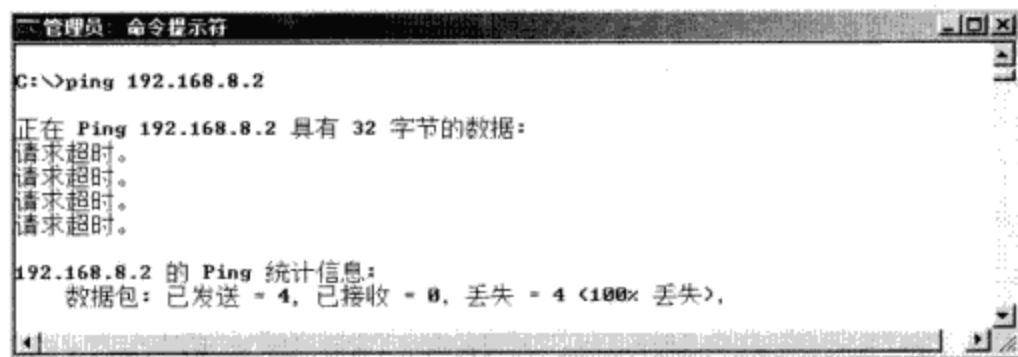 管理员: 命令提示符
C:\>ping 192.168.8.2
正在 Ping 192.168.8.2 具有 32 字节的数据:
请求超时。
请求超时。
请求超时。
请求超时。
192.168.8.2 的 Ping 统计信息:
数据包: 已发送 = 4, 已接收 = 0, 丢失 = 4 (100% 丢失),